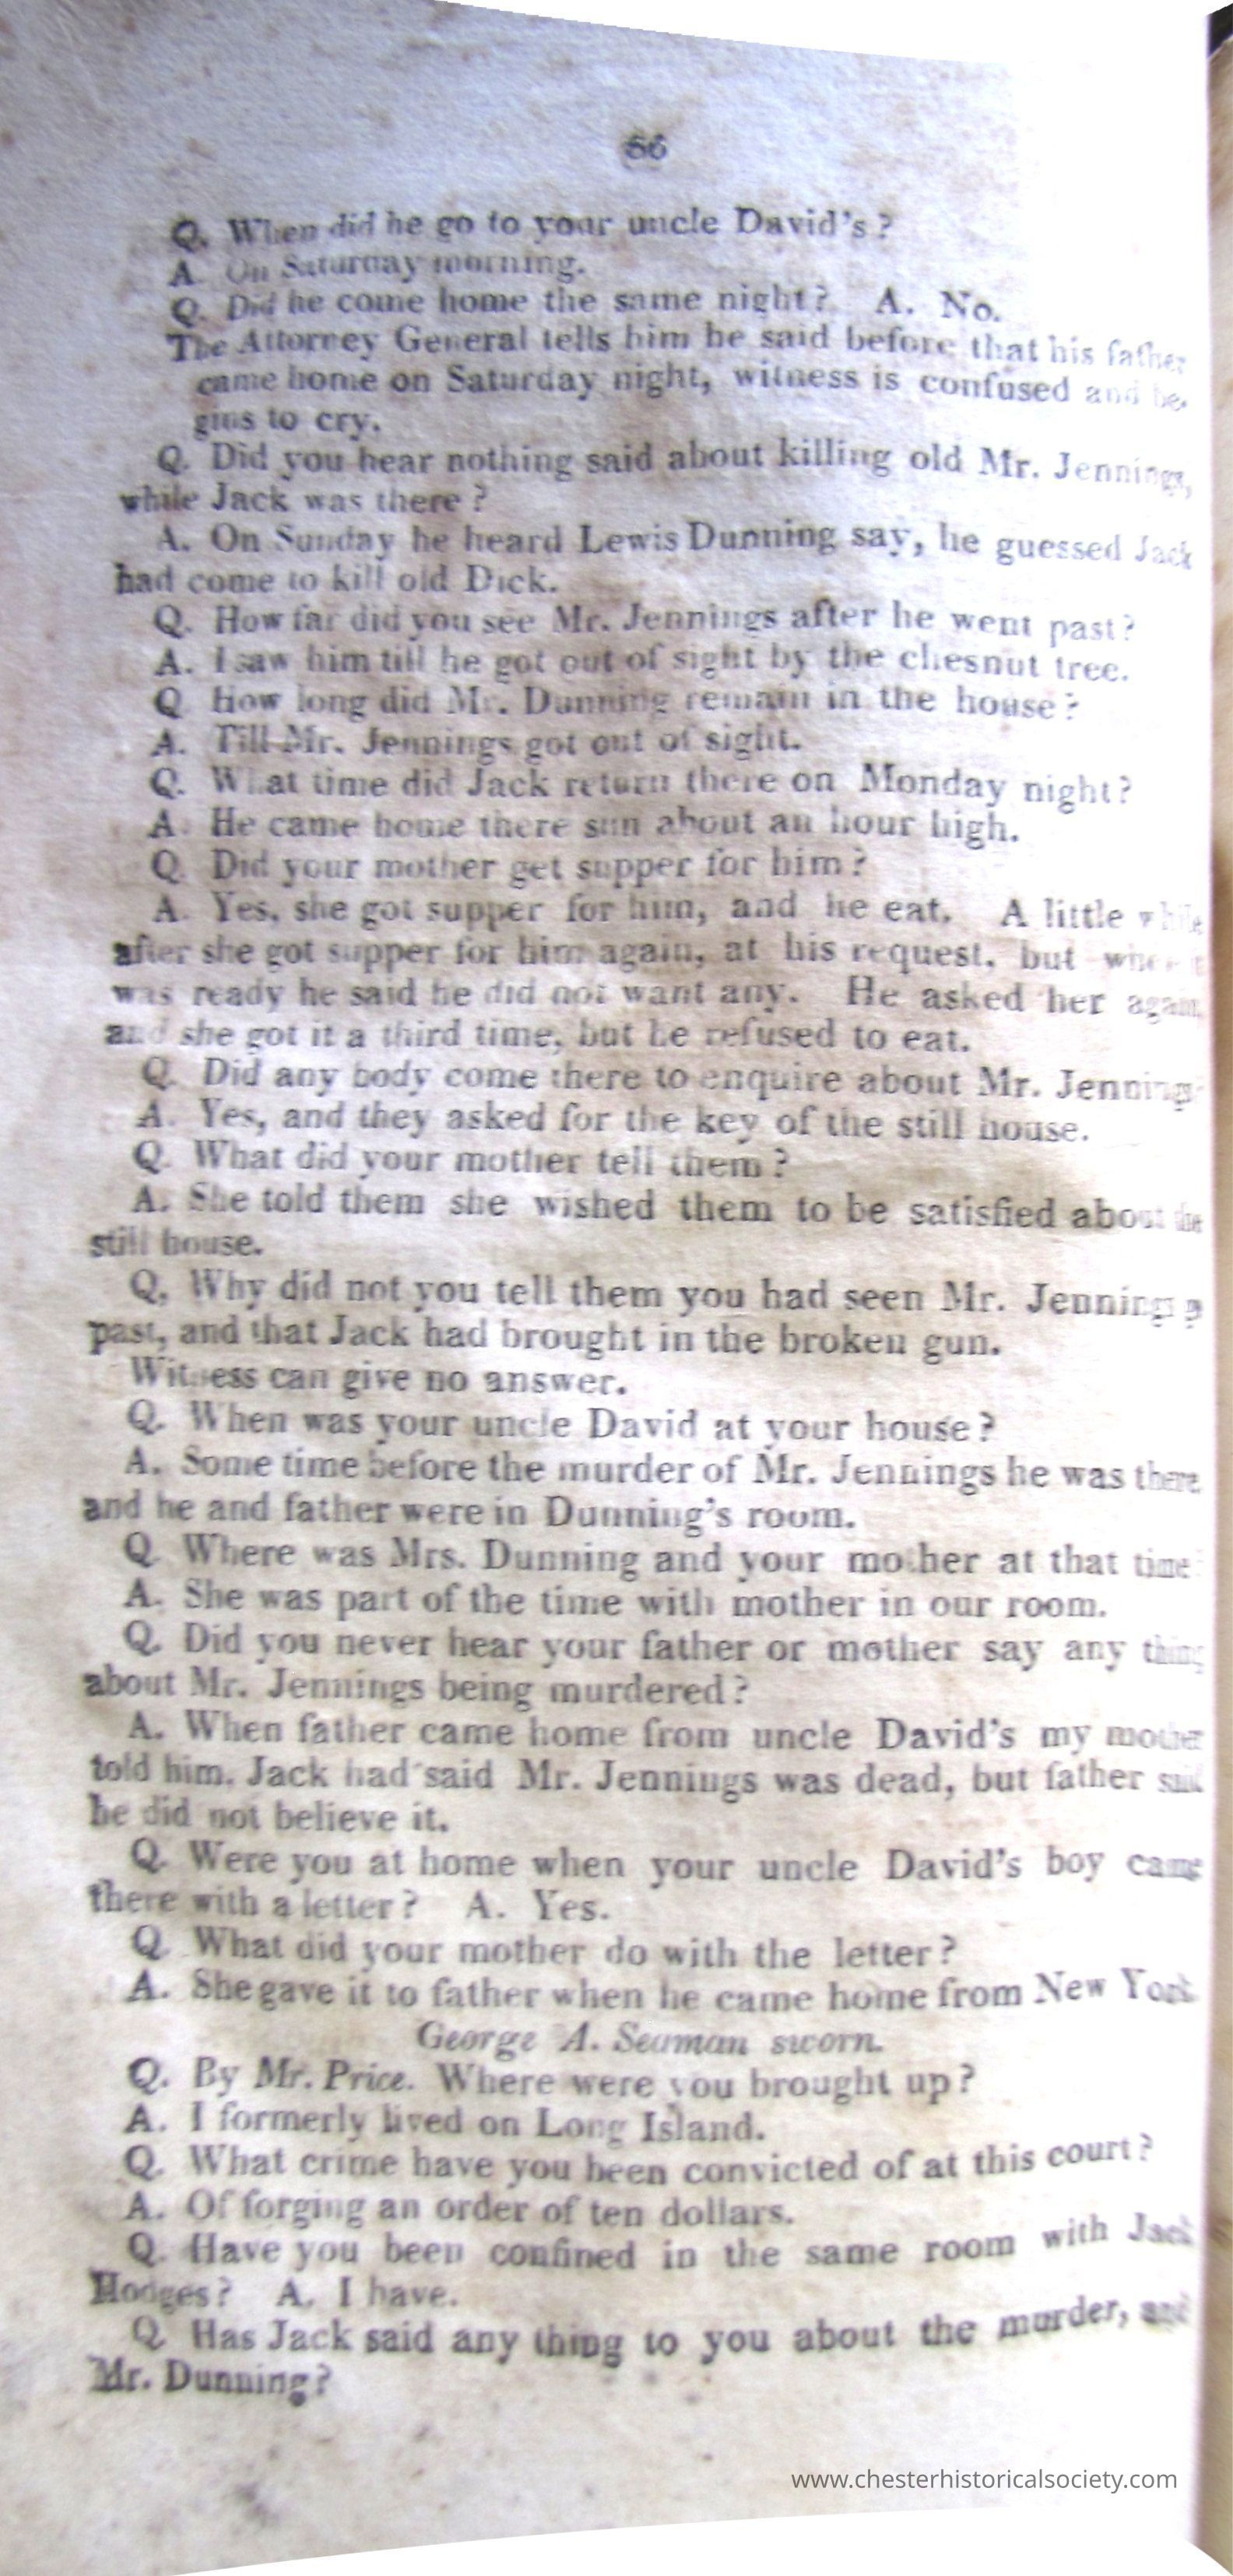 56
Q. When did he go to your uncle David's?
A. On Saturday morning.
Q. Did he come home the same night? A. No.
The Attorney General tells him he said before that his father
came home on Saturday night, witness is confused and be-
gins to cry.
Q. Did you hear nothing said about killing old Mr. Jennings,
while Jack was there?
A. On Sunday he heard Lewis Dunning say, he guessed Jack
had come to kill old Dick.
Q. How far did you see Mr. Jennings after he went past?
A. I saw him till he got out of sight by the chesnut tree.
Q How long did Mr. Dunning remain in the house?
A. Till Mr. Jennings got out of sight.
Q. What time did Jack return there on Monday night?
A. He came home there sun about an hour high.
Q. Did your mother get supper for him?
A. Yes, she got supper for him, and he eat. A little while
after she got supper for him again, at his request, but when
was ready he said he did not want any. He asked her again
and she got it a third time, but he refused to eat.
Q. Did any body come there to enquire about Mr. Jennings
A. Yes, and they asked for the key of the still house.
Q. What did your mother tell them?
A. She told them she wished them to be satisfied about the
still house.
Q. Why did not you tell them you had seen Mr. Jennings
past, and that Jack had brought in the broken gun.
Witness can give no answer.
Q. When was your uncle David at your house?
A. Some time before the murder of Mr. Jennings he was there
and he and father were in Dunning's room.
Q. Where was Mrs. Dunning and your mother at that time
A. She was part of the time with mother in our room.
Q. Did you never hear your father or mother say any thing
about Mr. Jennings being murdered?
A. When father came home from uncle David's my mother
told him, Jack had said Mr. Jennings was dead, but father said
he did not believe it.
Q. Were you at home when your uncle David's boy came
there with a letter? A. Yes.
Q. What did your mother do with the letter?
A. She gave it to father when he came home from New York
George A. Seaman sworn.
Q. By Mr. Price. Where were you brought up?
A. I formerly lived on Long Island.
Q. What crime have you been convicted of at this court?
A. Of forging an order of ten dollars.
Q. Have you been confined in the same room with Jack
Hodges? A. I have.
Q. Has Jack said any thing to you about the murder, and
Mr. Dunning?
www.chesterhistoricalsociety.com